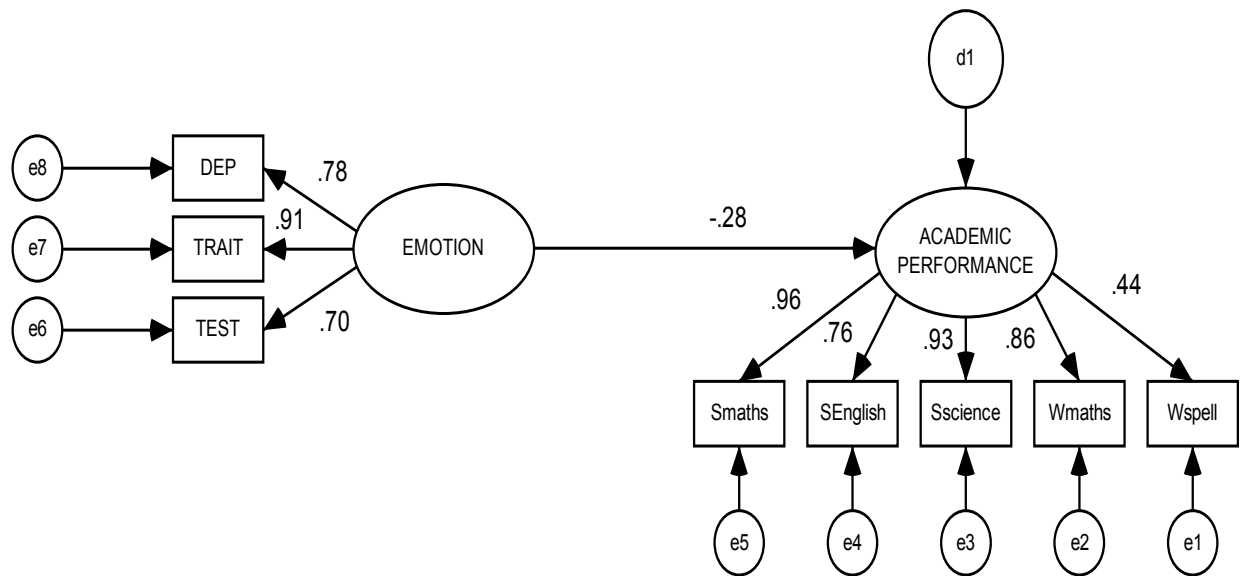 d1
e8
DEP
.78
e7
TRAIT
.91
EMOTION
-.28
ACADEMIC
PERFORMANCE
e6
TEST
.70
.96
.76
.93
.86
.44
Smaths
SEnglish
Sscience
Wmaths
Wspell
e5
e4
e3
e2
e1